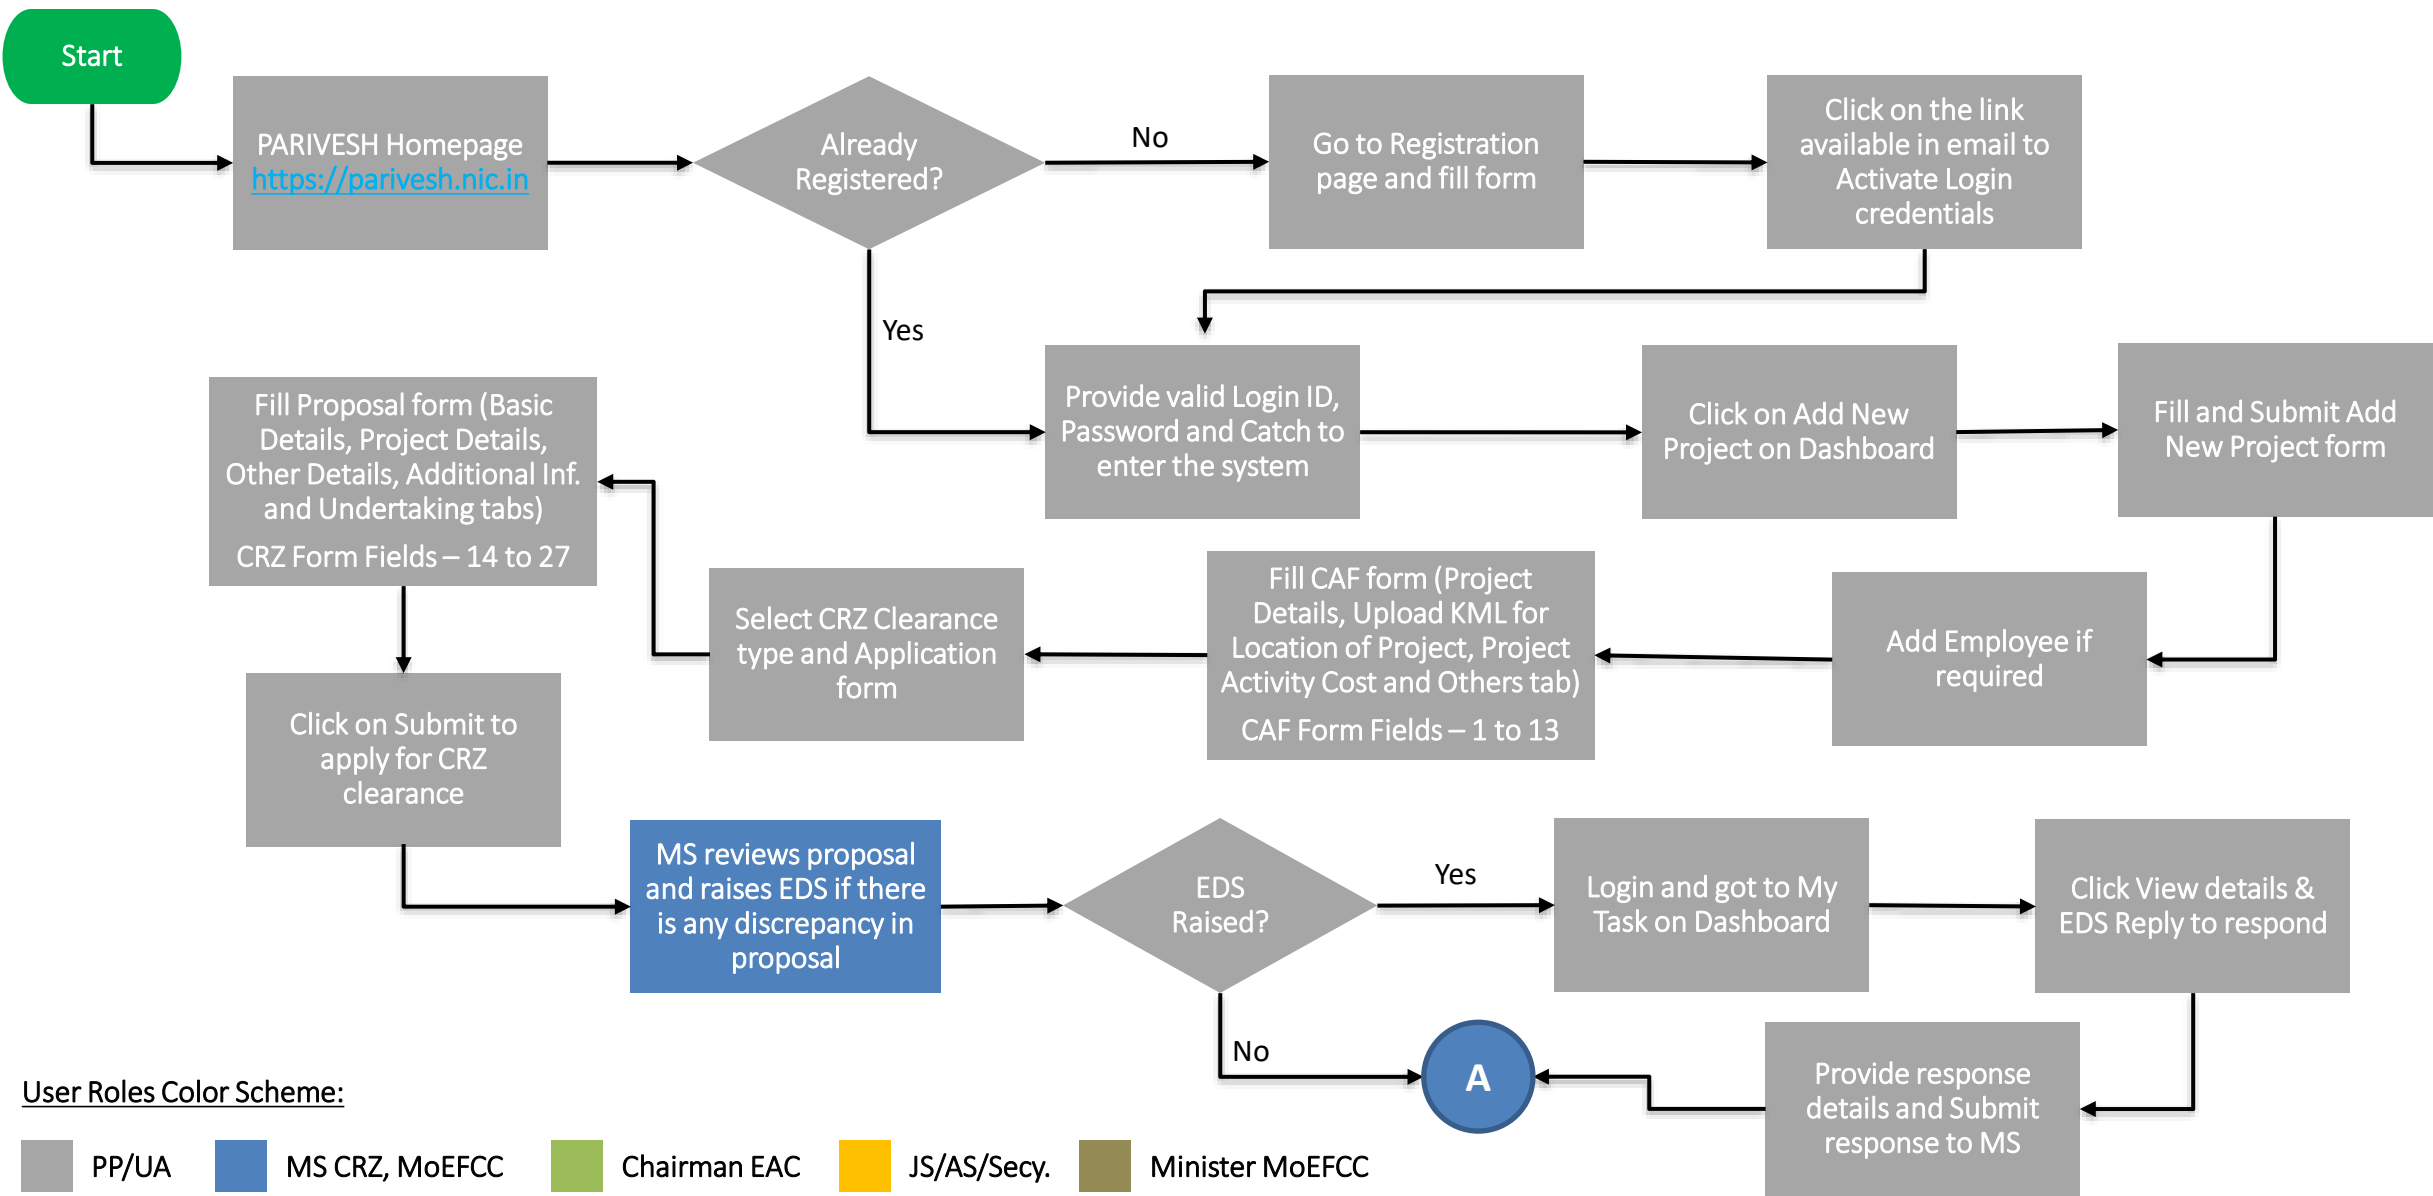 Start
PARIVESH Homepage
https://parivesh.nic.in
Already
Registered?
No
Go to Registration
page and fill form
Click on the link
available in email to
Activate Login
credentials
Yes
Provide valid Login ID,
Password and Catch to
enter the system
Click on Add New
Project on Dashboard
Fill and Submit Add
New Project form
Add Employee if
required
Fill CAF form (Project
Details, Upload KML for
Location of Project, Project
Activity Cost and Others tab)
CAF Form Fields – 1 to 13
Select CRZ Clearance
type and Application
form
Fill Proposal form (Basic
Details, Project Details,
Other Details, Additional Inf.
and Undertaking tabs)
CRZ Form Fields – 14 to 27
Click on Submit to
apply for CRZ
clearance
MS reviews proposal
and raises EDS if there
is any discrepancy in
proposal
EDS
Raised?
Yes
Login and got to My
Task on Dashboard
Click View details &
EDS Reply to respond
Provide response
details and Submit
response to MS
No
A
User Roles Color Scheme:
PP/UA
MS CRZ, MoEFCC
Chairman EAC
JS/AS/Secy.
Minister MoEFCC